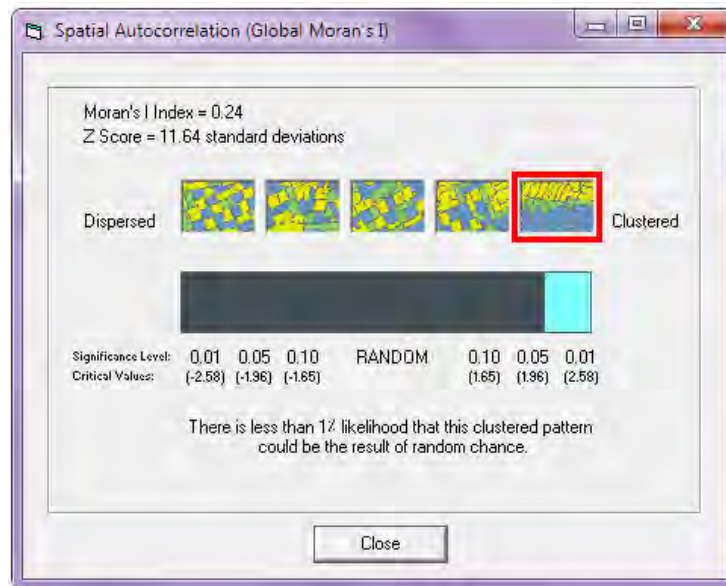 Spatial Autocorrelation (Global Moran's I)
Moran's I Index = 0.24
Z Score = 11.64 standard deviations
Dispersed
Clustered
Significance Level: 0.01 0.05 0.10 RANDOM 0.10 0.05 0.01
Critical Values: (-2.58) (-1.96) (-1.65) (1.65) (1.96) (2.58)
There is less than 1% likelihood that this clustered pattern
could be the result of random chance.
Close